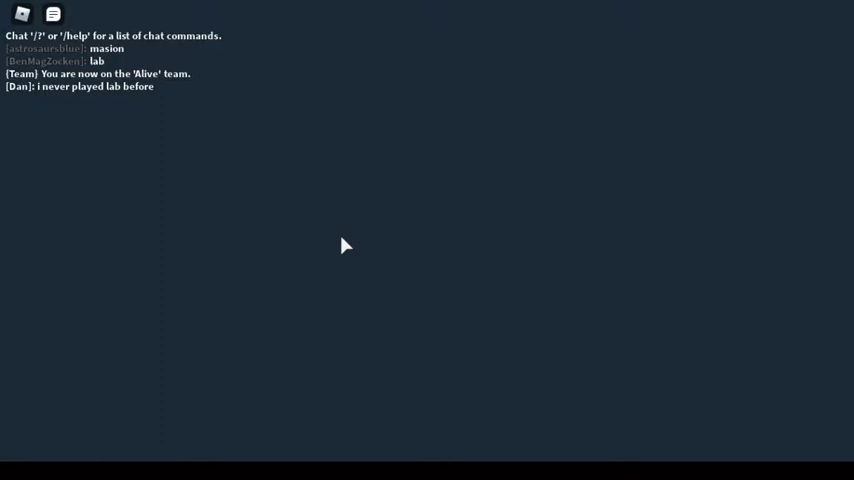 Chat '/?' or '/help' for a list of chat commands.
[astrosaursblue]: masion
[BenMagZocken]: lab
{Team} You are now on the 'Alive' team.
[Dan]: i never played lab before